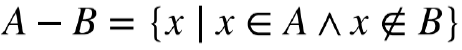 A − B = {x | x ∈ A ∧ x ∉ B}